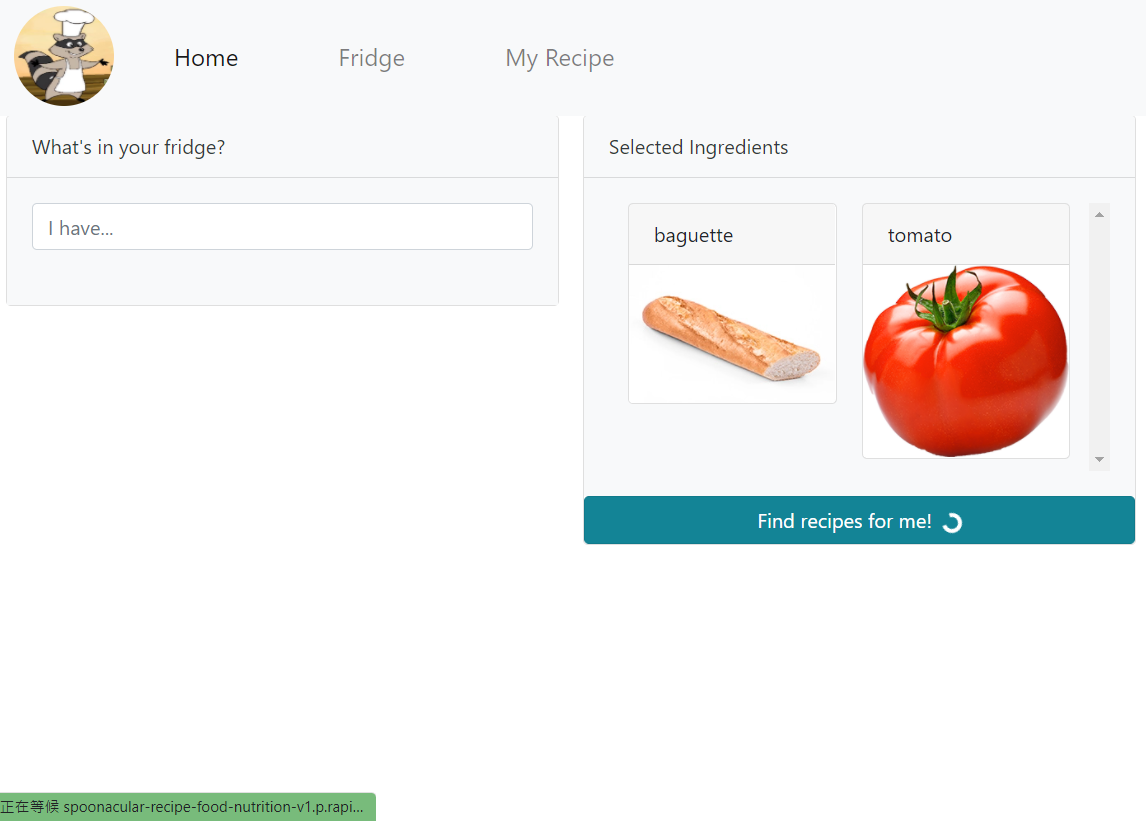 Home
Fridge
My Recipe
What's in your fridge?
I have...
Selected Ingredients
baguette
tomato
Find recipes for me!
正在等候 spoonacular-recipe-food-nutrition-v1.p.rapi...